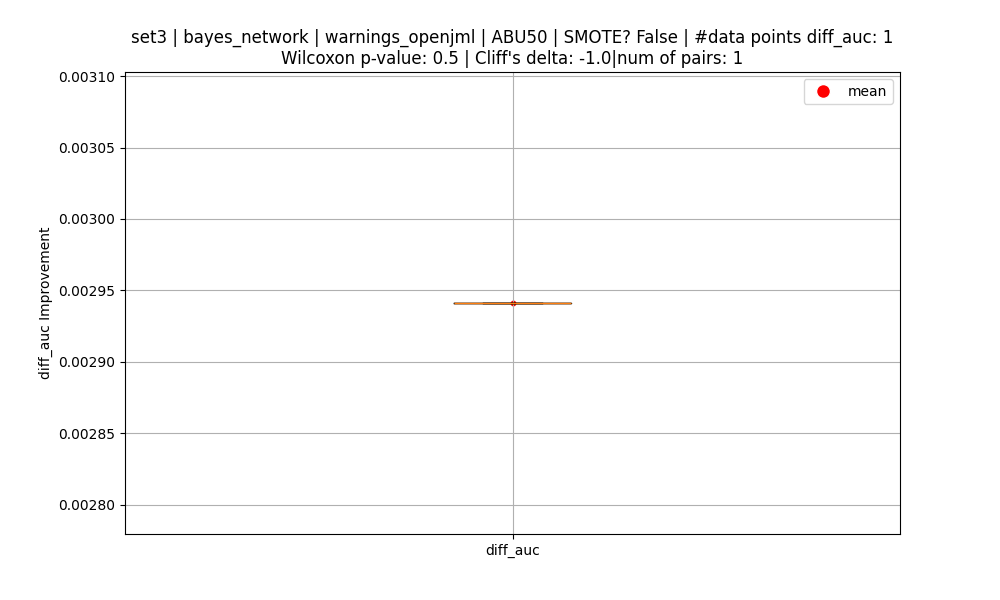 set3 | bayes_network | warnings_openjml | ABU50 | SMOTE? False | #data points diff_auc: 1
Wilcoxon p-value: 0.5 | Cliff's delta: -1.0|num of pairs: 1
mean
0.00310
0.00305
0.00300
0.00295
0.00290
0.00285
0.00280
diff_auc Improvement
diff_auc